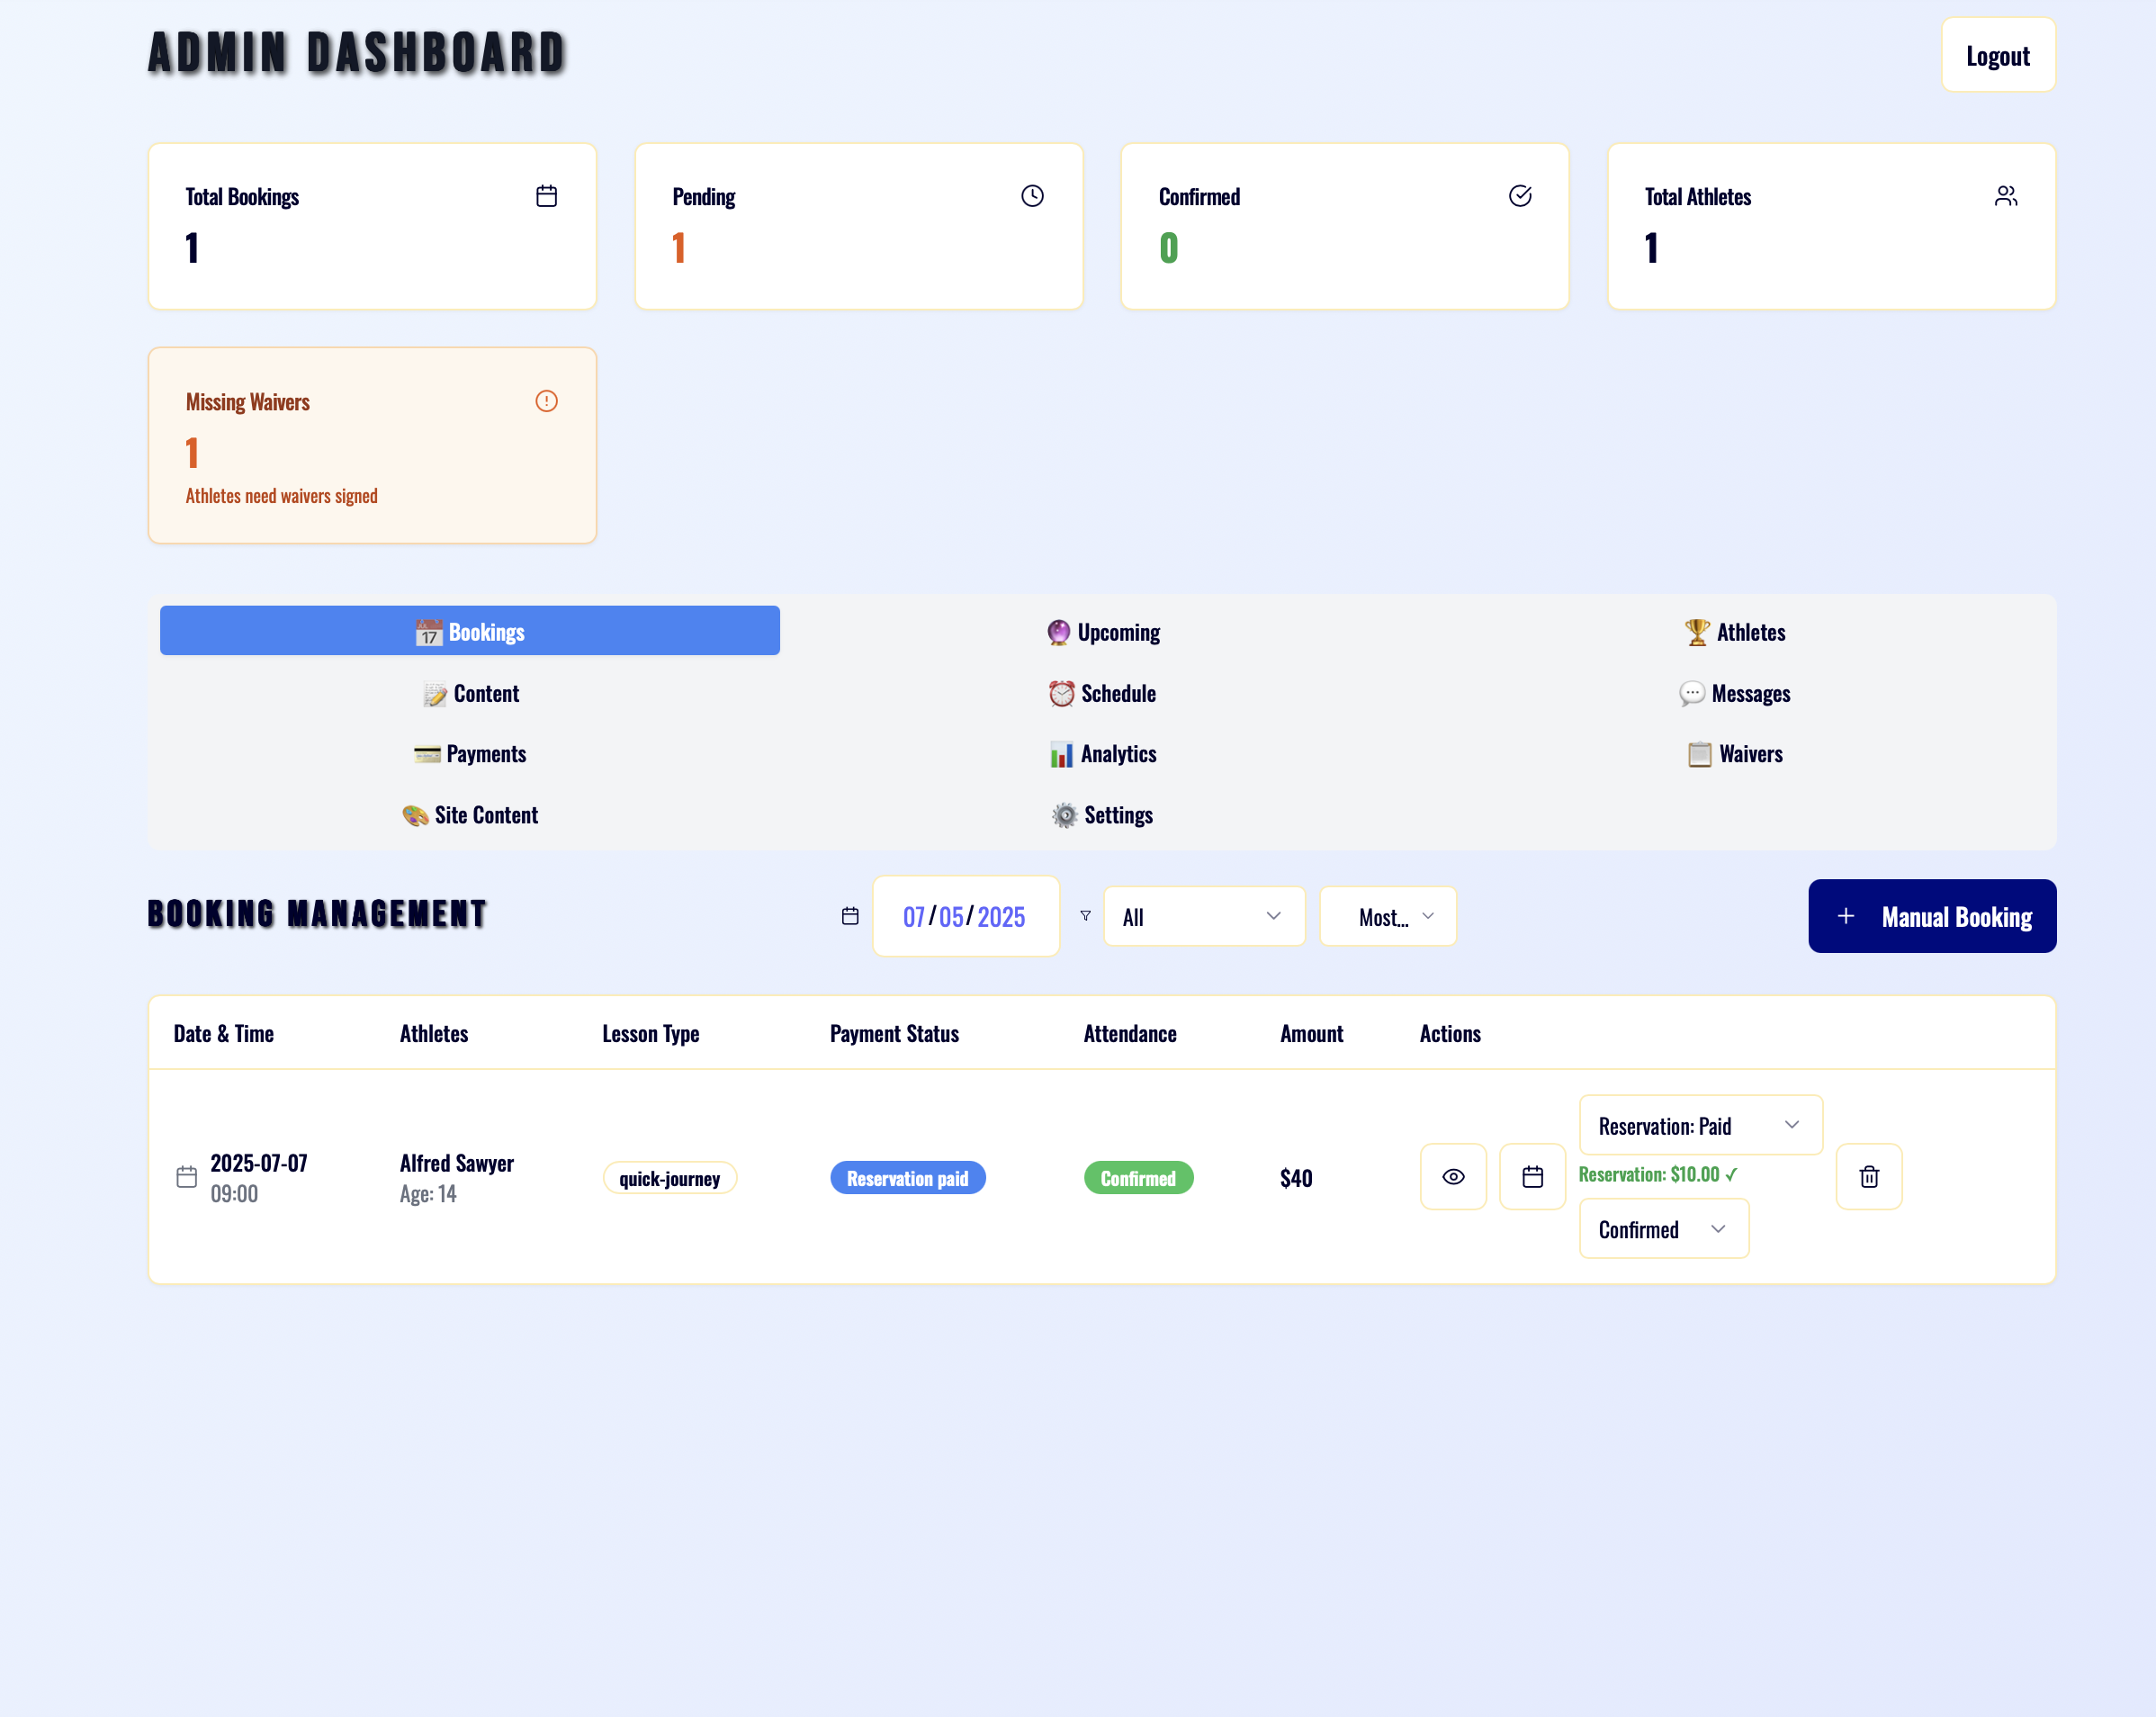 ADMIN DASHBOARD
Logout
Total Bookings
1
Pending
1
Confirmed
0
Total Athletes
1
Missing Waivers
1
Athletes need waivers signed
Bookings
Upcoming
Athletes
Content
Schedule
Messages
Payments
Analytics
Waivers
Site Content
Settings
BOOKING MANAGEMENT
07/05/2025
All
Most...
+ Manual Booking
Date & Time
Athletes
Lesson Type
Payment Status
Attendance
Amount
Actions
2025-07-07
09:00
Alfred Sawyer
Age: 14
quick-journey
Reservation paid
Confirmed
$40
Reservation: Paid
Reservation: $10.00 ✓
Confirmed